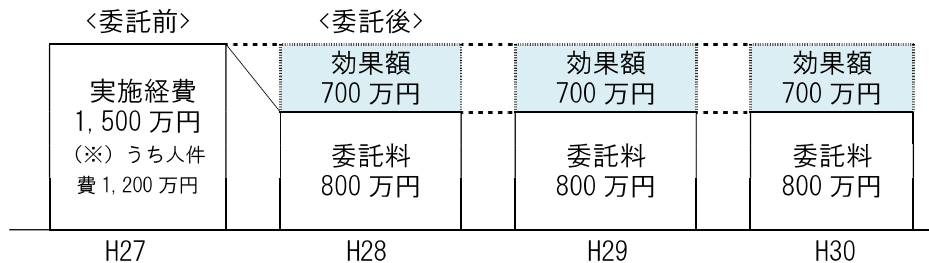 <委託前>
<委託後>
実施経費
1,500 万円
(※) うち人件
費 1,200 万円
効果額
700 万円
委託料
800 万円
効果額
700 万円
委託料
800 万円
効果額
700 万円
委託料
800 万円
H27
H28
H29
H30